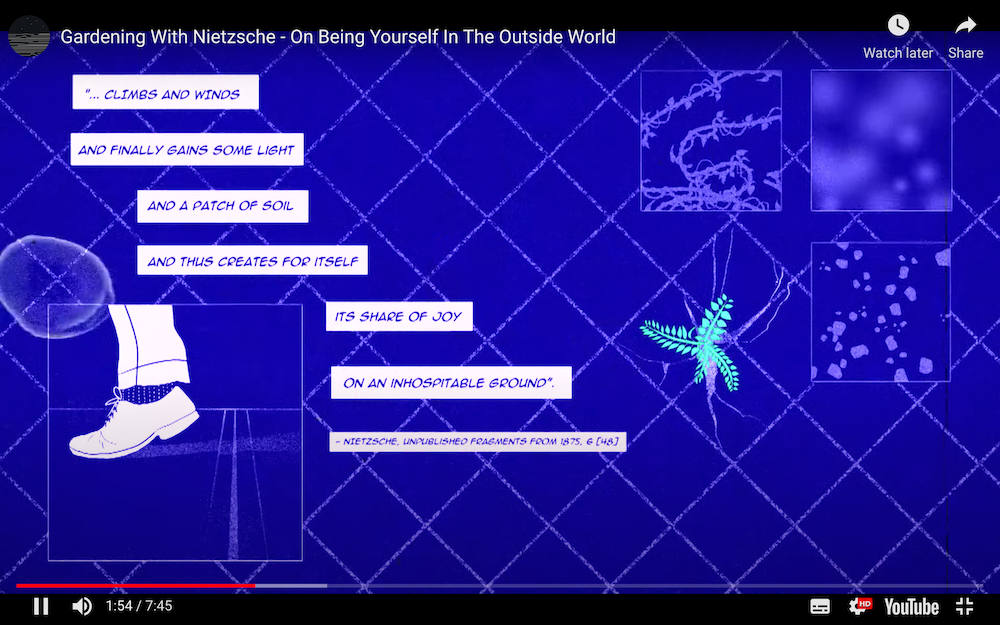 Gardening With Nietzsche - On Being Yourself In The Outside World
Watch later
Share
"... CLIMBS AND WINDS
AND FINALLY GAINS SOME LIGHT
AND A PATCH OF SOIL
AND THUS CREATES FOR ITSELF
ITS SHARE OF JOY
ON AN INHOSPITABLE GROUND".
- NIETZSCHE, UNPUBLISHED FRAGMENTS FROM 1875, 6 [48]
1:54 / 7:45
HD
YouTube